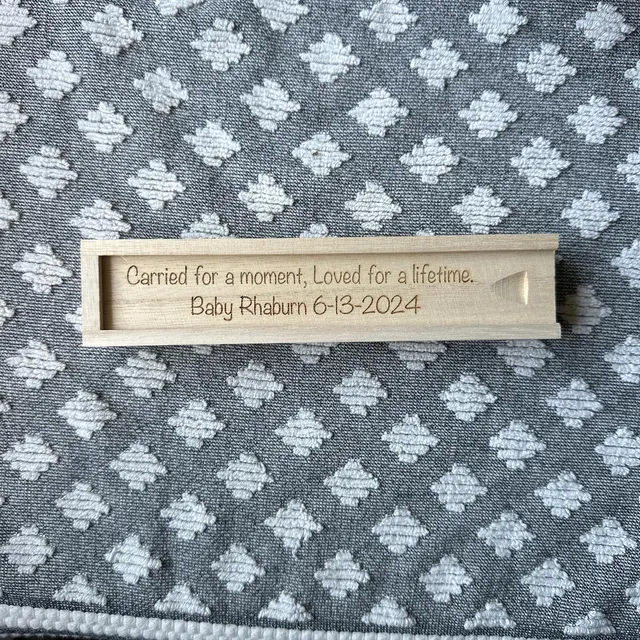 Carried for a moment, Loved for a lifetime.
Baby Rhaburn 6-13-2024